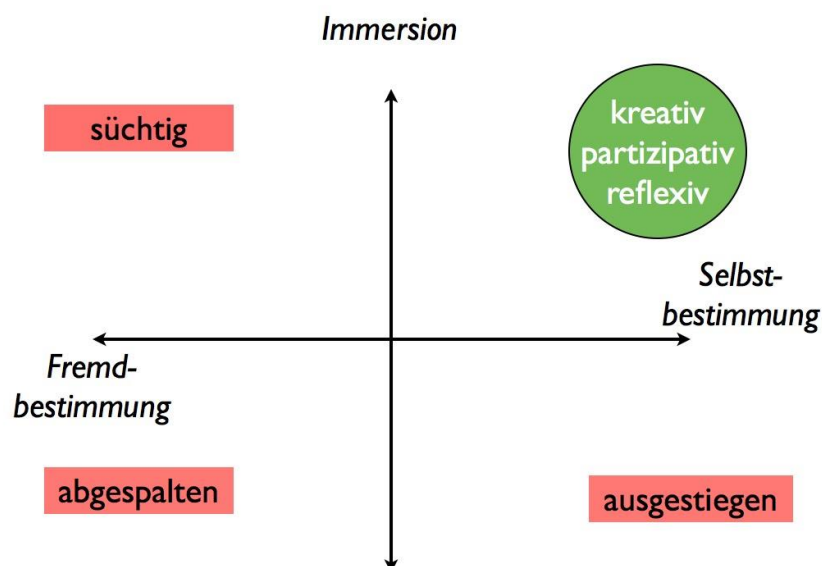 Immersion
süchtig
kreativ
partizipativ
reflexiv
Selbst-
bestimmung
Fremd-
bestimmung
abgespalten
ausgestiegen